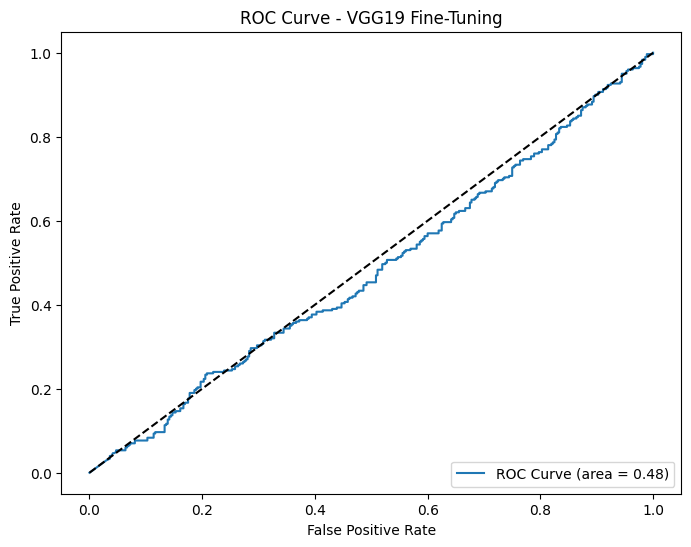 ROC Curve - VGG19 Fine-Tuning
1.0
0.8
0.6
0.4
0.2
0.0
True Positive Rate
ROC Curve (area = 0.48)
0.0 0.2 0.4 0.6 0.8 1.0
False Positive Rate